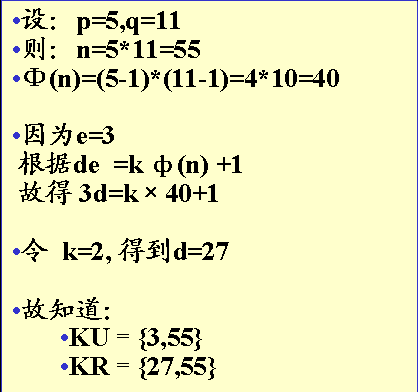 •设： p=5,q=11
•则： n=5*11=55
•Φ(n)=(5-1)*(11-1)=4*10=40
•因为e=3
根据de =k φ(n) +1
故得 3d=k×40+1
•令 k=2, 得到d=27
•故知道:
•KU = {3,55}
•KR = {27,55}